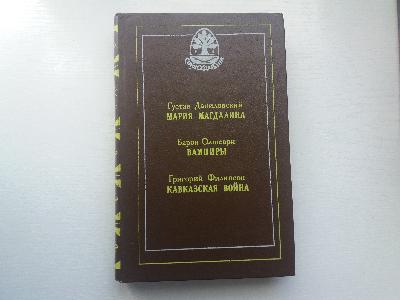 Густав Даниловский
МАРИЯ МАГДАЛИНА
Барон Олшеври
ВАМПИРЫ
Григорий Филипсон
КАВКАЗСКАЯ ВОЙНА